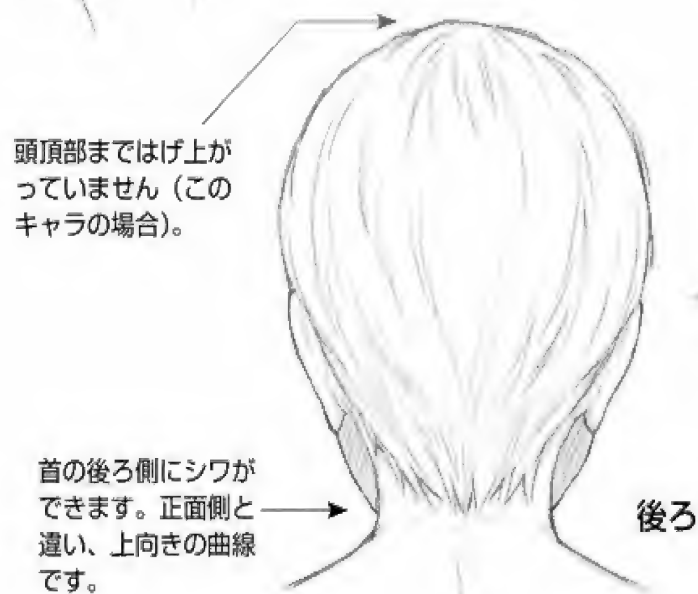 頭頂部まではげ上が
っていません（この
キャラの場合）。
首の後ろ側にシワが
できます。正面側と
違い、上向きの曲線
です。
後ろ